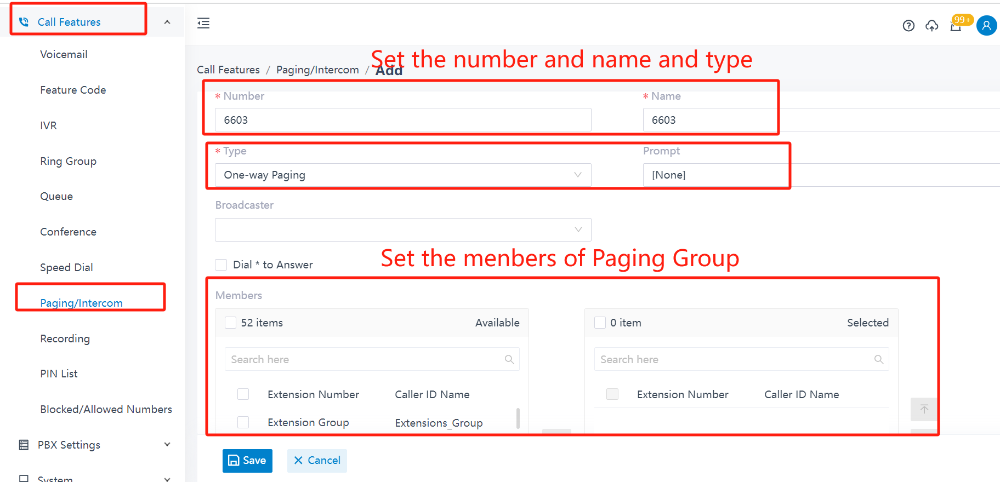 Call Features
Voicemail
Feature Code
IVR
Ring Group
Queue
Conference
Speed Dial
Paging/Intercom
Recording
PIN List
Blocked/Allowed Numbers
PBX Settings
System
99+
Set the number and name and type
Call Features / Paging/Intercom / Add
* Number
* Name
6603
6603
* Type
Prompt
One-way Paging
[None]
Broadcaster
Dial * to Answer
Set the menbers of Paging Group
Members
52 items Available
0 item Selected
Search here
Search here
Extension Number Caller ID Name
Extension Number Caller ID Name
Extension Group Extensions_Group
Save
Cancel